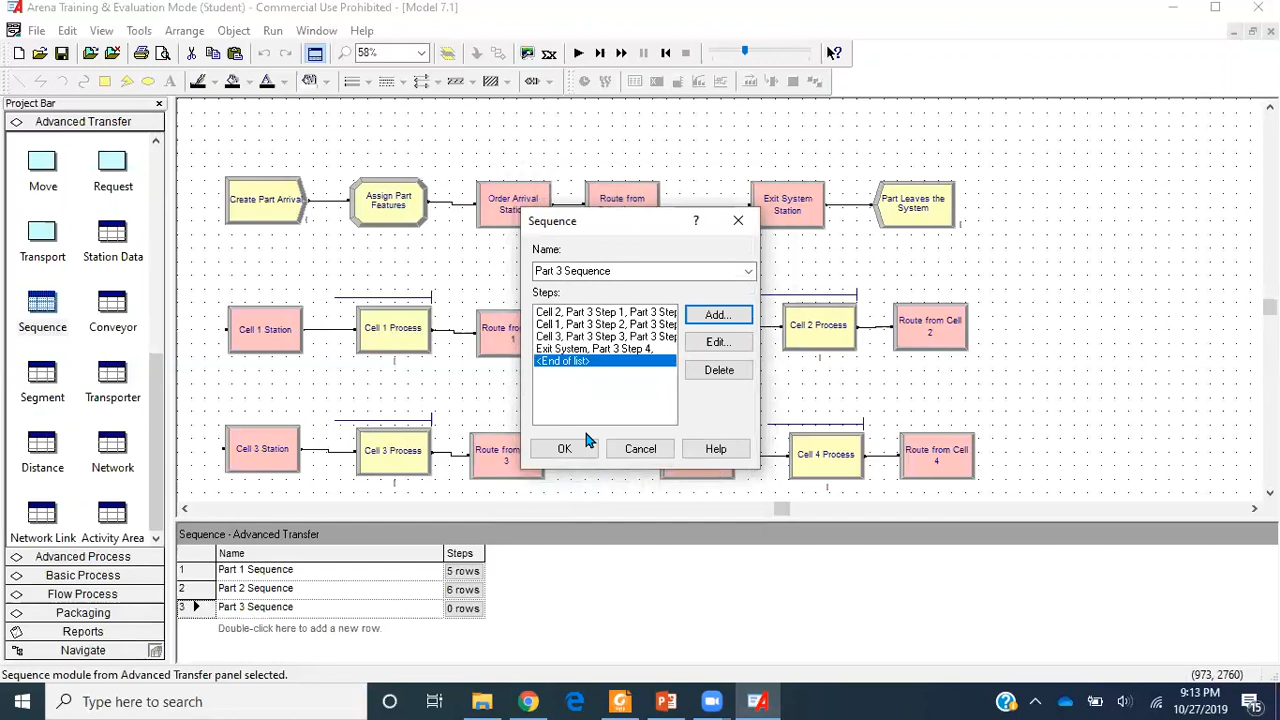 Arena Training & Evaluation Mode (Student) - Commercial Use Prohibited - [Model 7.1]
File Edit View Tools Arrange Object Run Window Help
58%
Project Bar
Advanced Transfer
Move Request
Transport Station Data
Sequence Conveyor
Segment Transporter
Distance Network
Network Link Activity Area
Advanced Process
Basic Process
Flow Process
Packaging
Reports
Navigate
Create Part Arriva
Assign Part
Features
Order Arrival
Route from
Exit System
Station
Part Leaves the
System
Cell 1 Station
Cell 1 Process
Route from
1
Cell 2 Process
Route from Cell
2
Cell 3 Station
Cell 3 Process
Route from
3
Cell 4 Process
Route from Cell
4
Sequence
Name:
Part 3 Sequence
Steps:
Cell 2, Part 3 Step 1, Part 3 Step
Cell 1, Part 3 Step 2, Part 3 Step
Cell 3, Part 3 Step 3, Part 3 Step
Exit System, Part 3 Step 4,
<End of list>
Add...
Edit...
Delete
OK Cancel Help
Sequence - Advanced Transfer
Name Steps
1 Part 1 Sequence 5 rows
2 Part 2 Sequence 6 rows
3 Part 3 Sequence 0 rows
Double-click here to add a new row.
Sequence module from Advanced Transfer panel selected.
(973, 2760)
Type here to search
9:13 PM
10/27/2019
15